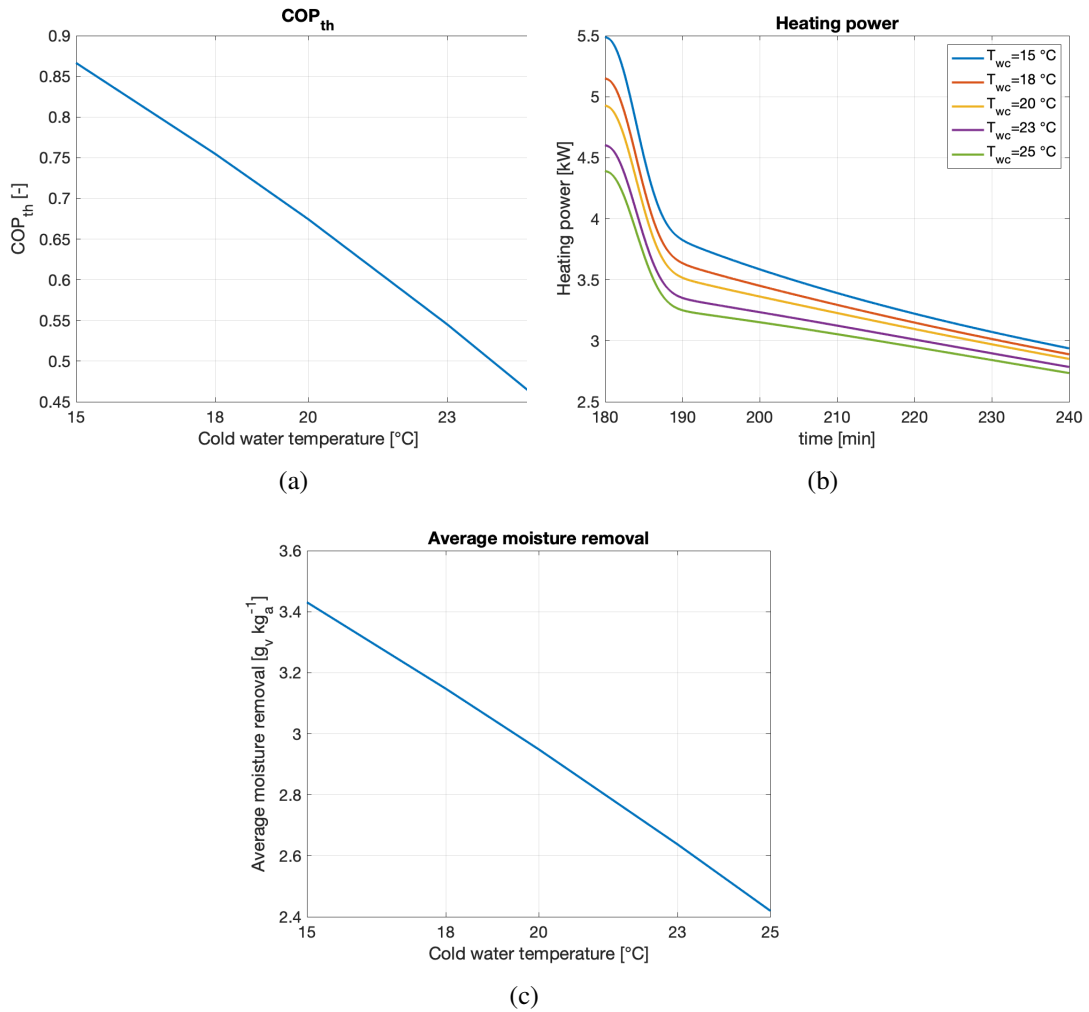 COP_th
COP_th [-]
0.9
0.85
0.8
0.75
0.7
0.65
0.6
0.55
0.5
0.45
15
18
20
23
Cold water temperature [°C]
(a)
Heating power
Heating power [kW]
5.5
5
4.5
4
3.5
3
2.5
T_wc=15 °C
T_wc=18 °C
T_wc=20 °C
T_wc=23 °C
T_wc=25 °C
180
190
200
210
220
230
240
time [min]
(b)
Average moisture removal
Average moisture removal [g_v kg_a^-1]
3.6
3.4
3.2
3
2.8
2.6
2.4
15
18
20
23
25
Cold water temperature [°C]
(c)